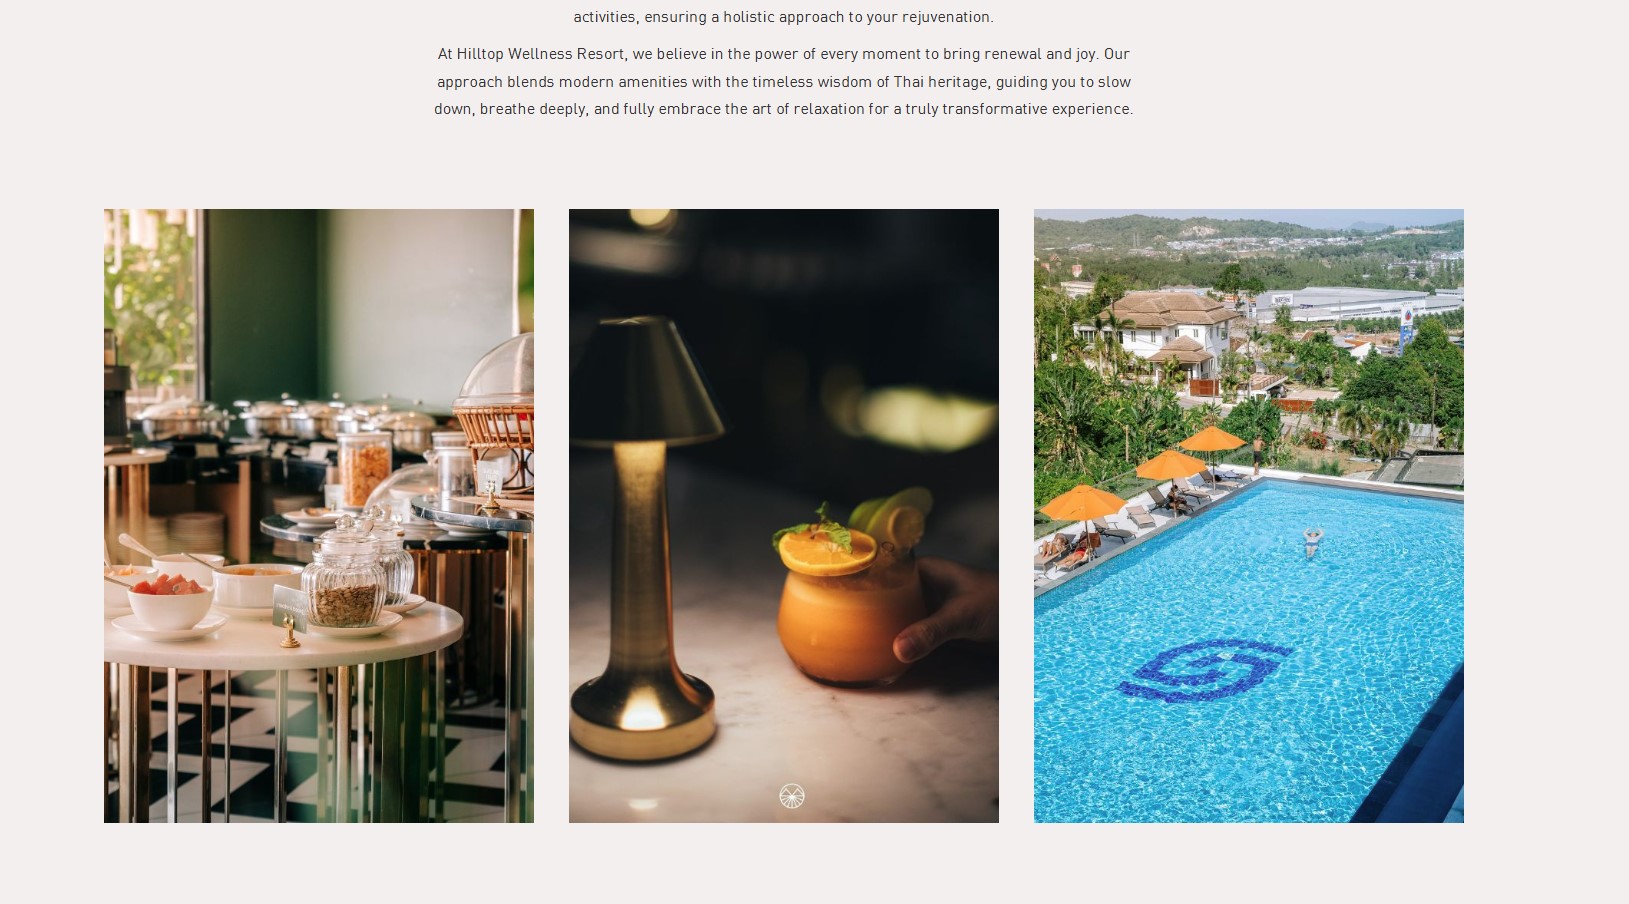 activities, ensuring a holistic approach to your rejuvenation.
At Hilltop Wellness Resort, we believe in the power of every moment to bring renewal and joy. Our
approach blends modern amenities with the timeless wisdom of Thai heritage, guiding you to slow
down, breathe deeply, and fully embrace the art of relaxation for a truly transformative experience.